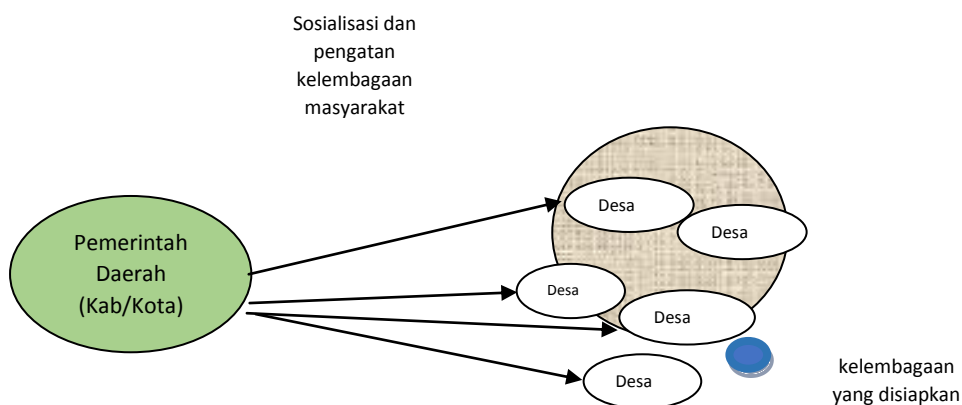 Sosialisasi dan
pengatan
kelembagaan
masyarakat
Pemerintah
Daerah
(Kab/Kota)
Desa
Desa
Desa
Desa
Desa
kelembagaan
yang disiapkan